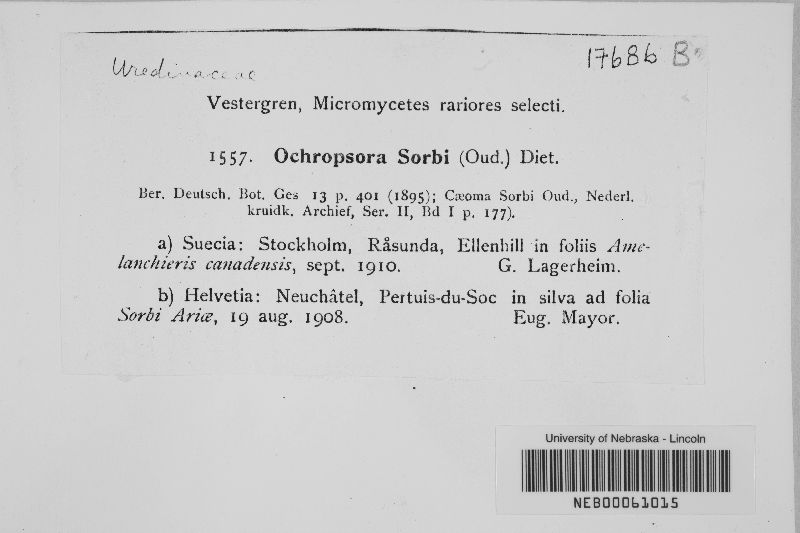 Uredinaceae
17686 B
Vestergren, Micromycetes rariores selecti.
1557. Ochropsora Sorbi (Oud.) Diet.
Ber. Deutsch. Bot. Ges 13 p. 401 (1895); Cæoma Sorbi Oud., Nederl.
kruidk. Archief, Ser. II, Bd I p. 177).
a) Suecia: Stockholm, Råsunda, Ellenhill in foliis Ame-
lanchieris canadensis, sept. 1910. G. Lagerheim.
b) Helvetia: Neuchâtel, Pertuis-du-Soc in silva ad folia
Sorbi Ariæ, 19 aug. 1908. Eug. Mayor.
University of Nebraska - Lincoln
NEB00061015